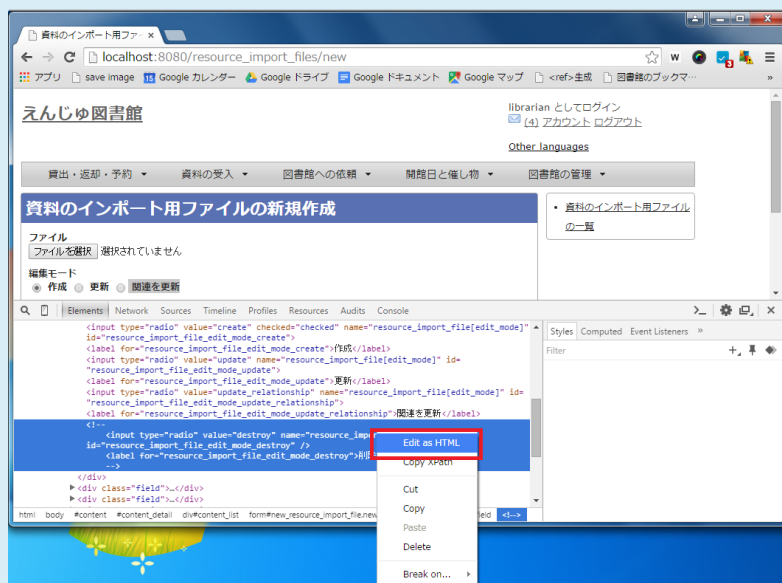 資料のインポート用ファ
localhost:8080/resource_import_files/new
アプリ save image Google カレンダー Google ドライブ Google ドキュメント Google マップ <ref>生成 図書館のブックマ…
えんじゅ図書館
librarian としてログイン
(4) アカウント ログアウト
Other languages
貸出・返却・予約 資料の受入 図書館への依頼 開館日と催し物 図書館の管理
資料のインポート用ファイルの新規作成
資料のインポート用ファイルの一覧
ファイル
ファイルを選択 選択されていません
編集モード
作成 更新 関連を更新
Elements Network Sources Timeline Profiles Resources Audits Console
<input type="radio" value="create" checked="checked" name="resource_import_file[edit_mode]"
id="resource_import_file_edit_mode_create">
<label for="resource_import_file_edit_mode_create">作成</label>
<input type="radio" value="update" name="resource_import_file[edit_mode]" id=
"resource_import_file_edit_mode_update">
<label for="resource_import_file_edit_mode_update">更新</label>
<input type="radio" value="update_relationship" name="resource_import_file[edit_mode]" id=
"resource_import_file_edit_mode_update_relationship">
<label for="resource_import_file_edit_mode_update_relationship">関連を更新</label>
<!--
<input type="radio" value="destroy" name="resource_impor
id="resource_import_file_edit_mode_destroy" />
<label for="resource_import_file_edit_mode_destroy">削
-->
</div>
<div class="field">…</div>
<div class="field">…</div>
html body #content #content_detail div#content_list form#new_resource_import_file.new ield <!-->
Styles Computed Event Listeners »
Filter
Edit as HTML
Copy XPath
Cut
Copy
Paste
Delete
Break on...